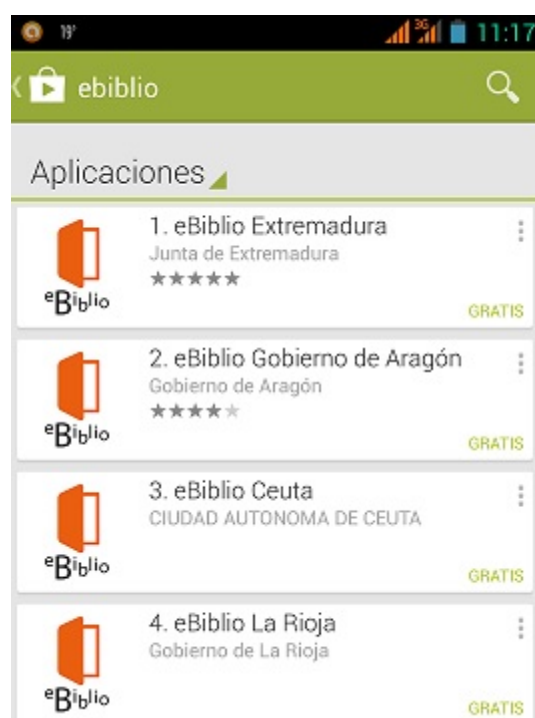 19° 3G 11:17
ebiblio
Aplicaciones
1. eBiblio Extremadura
Junta de Extremadura
eBiblio
GRATIS
2. eBiblio Gobierno de Aragón
Gobierno de Aragón
eBiblio
GRATIS
3. eBiblio Ceuta
CIUDAD AUTONOMA DE CEUTA
eBiblio
GRATIS
4. eBiblio La Rioja
Gobierno de La Rioja
eBiblio
GRATIS